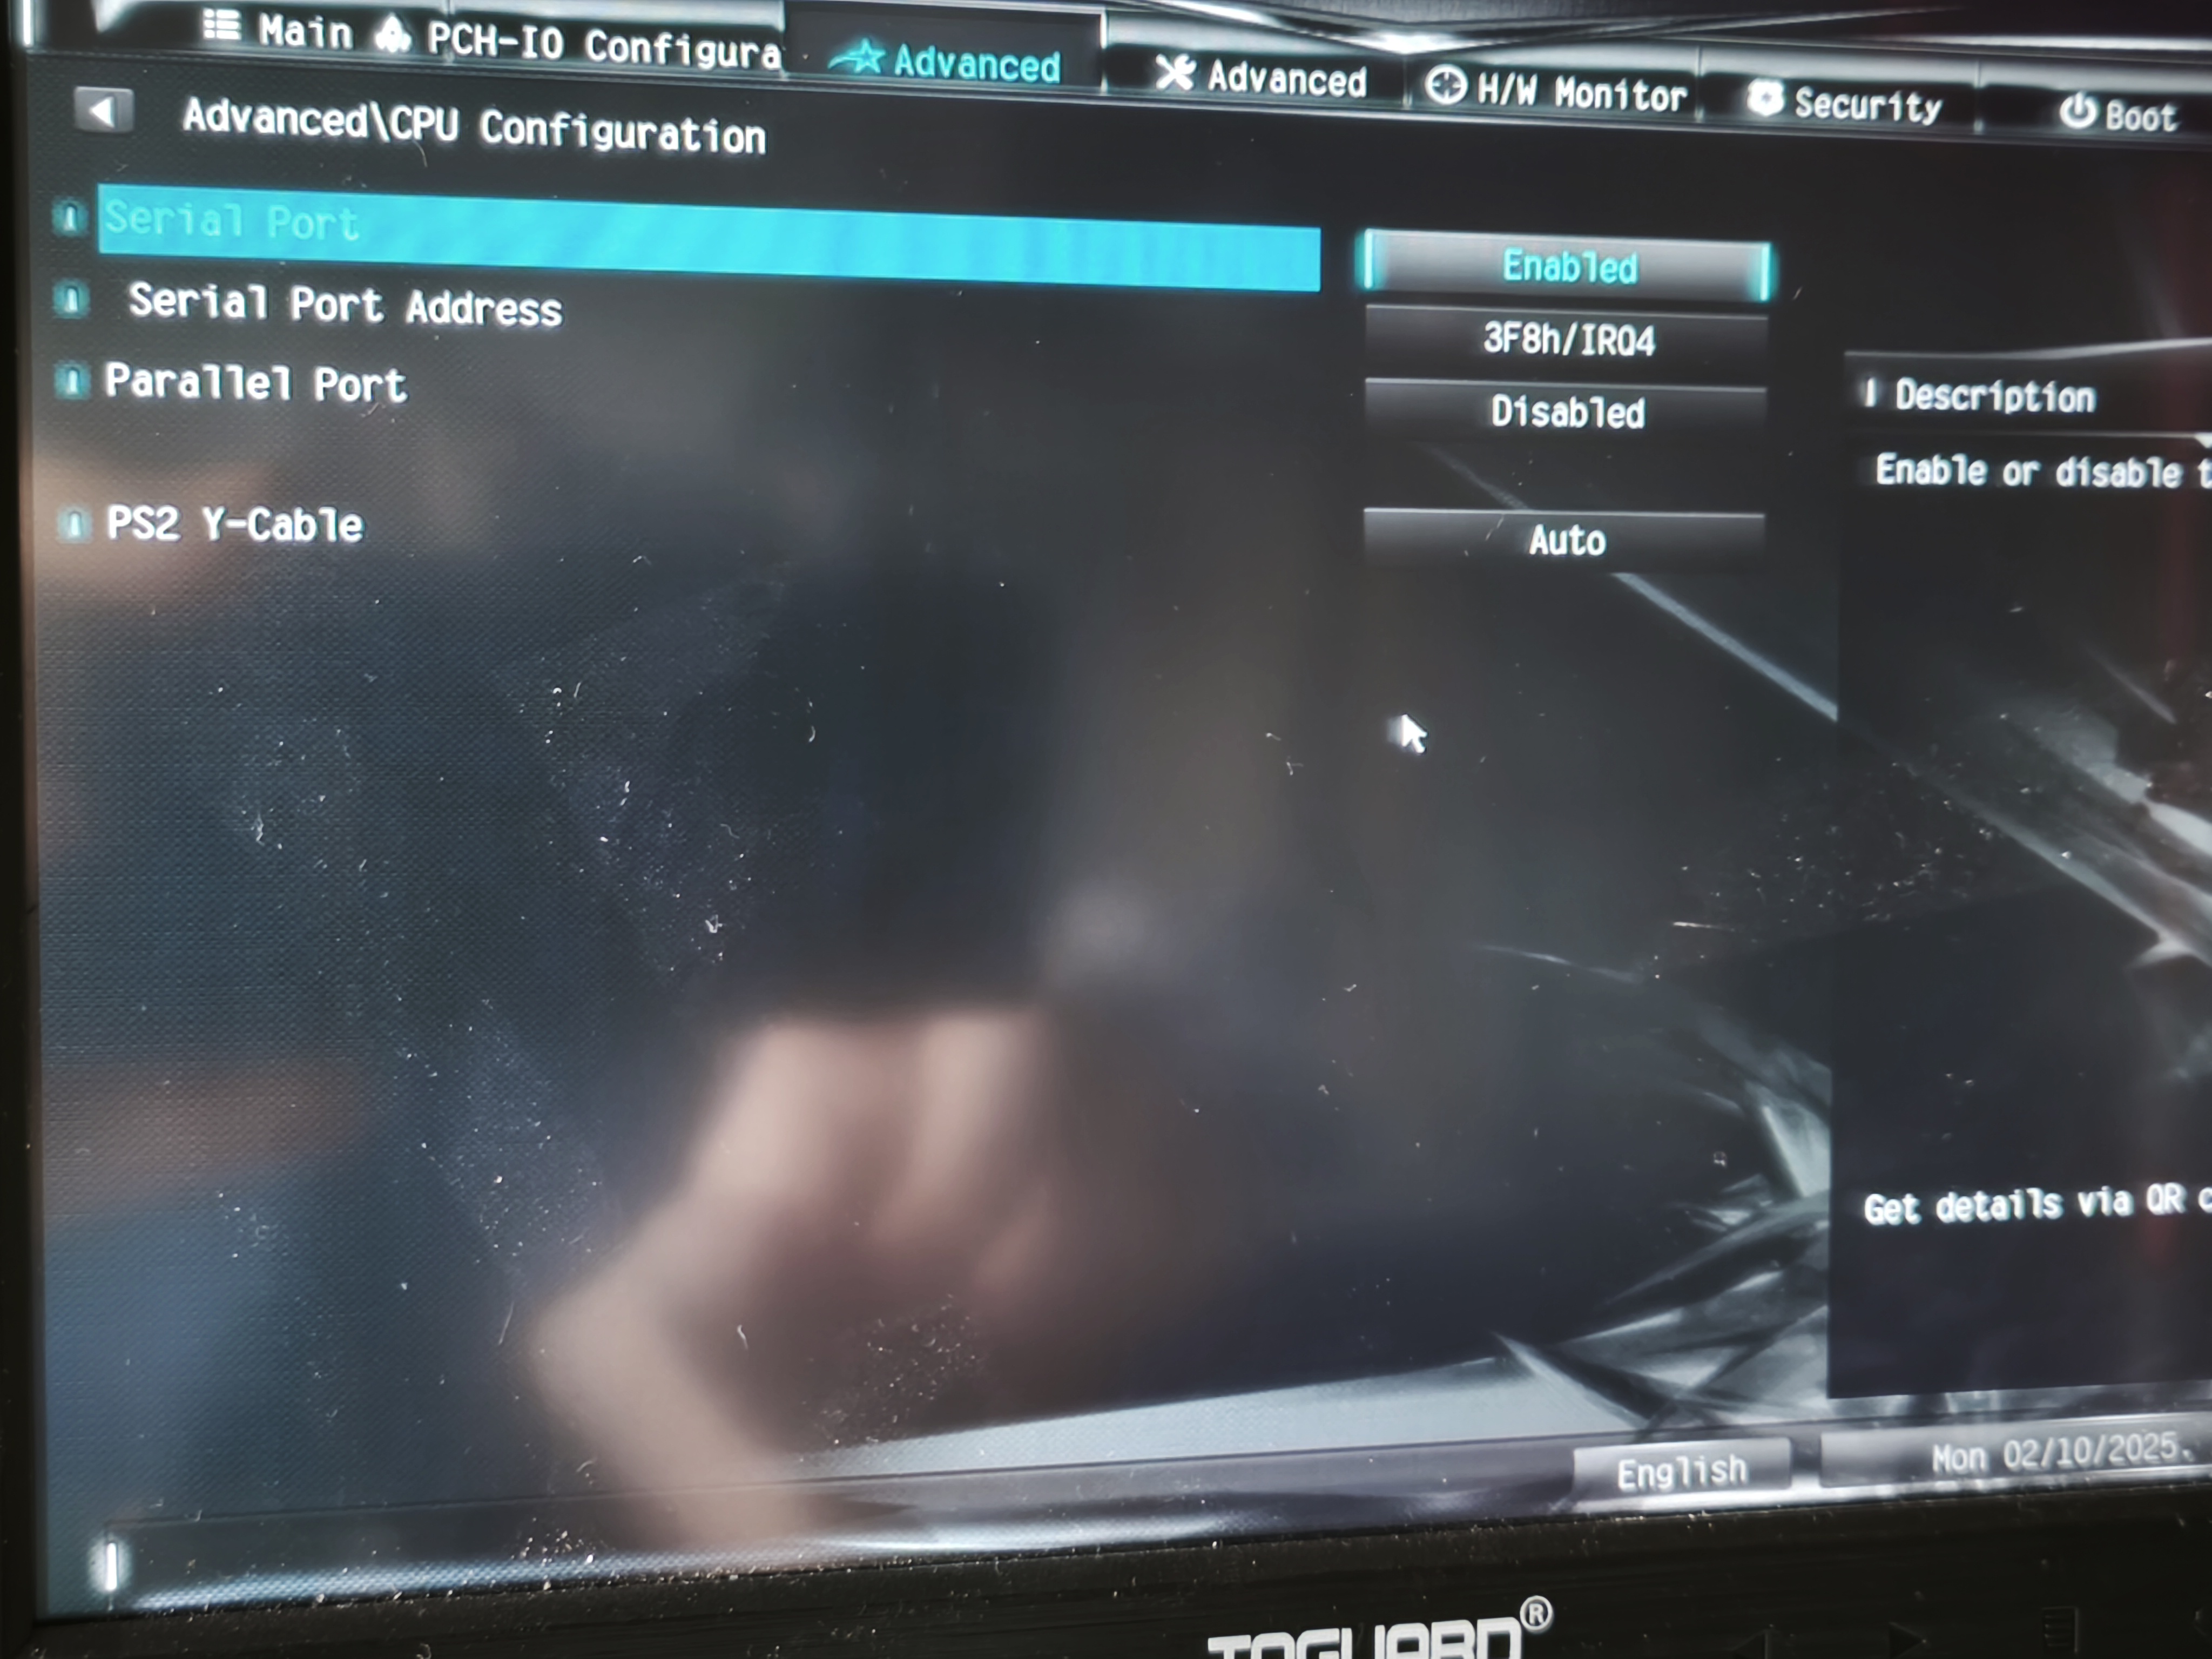 Main
PCH-IO Configura
Advanced
Advanced
H/W Monitor
Security
Boot
Advanced\CPU Configuration
Serial Port
Enabled
Serial Port Address
3F8h/IRQ4
Parallel Port
Disabled
PS2 Y-Cable
Auto
Description
Enable or disable t
Get details via QR c
English
Mon 02/10/2025.
TOGUARD®